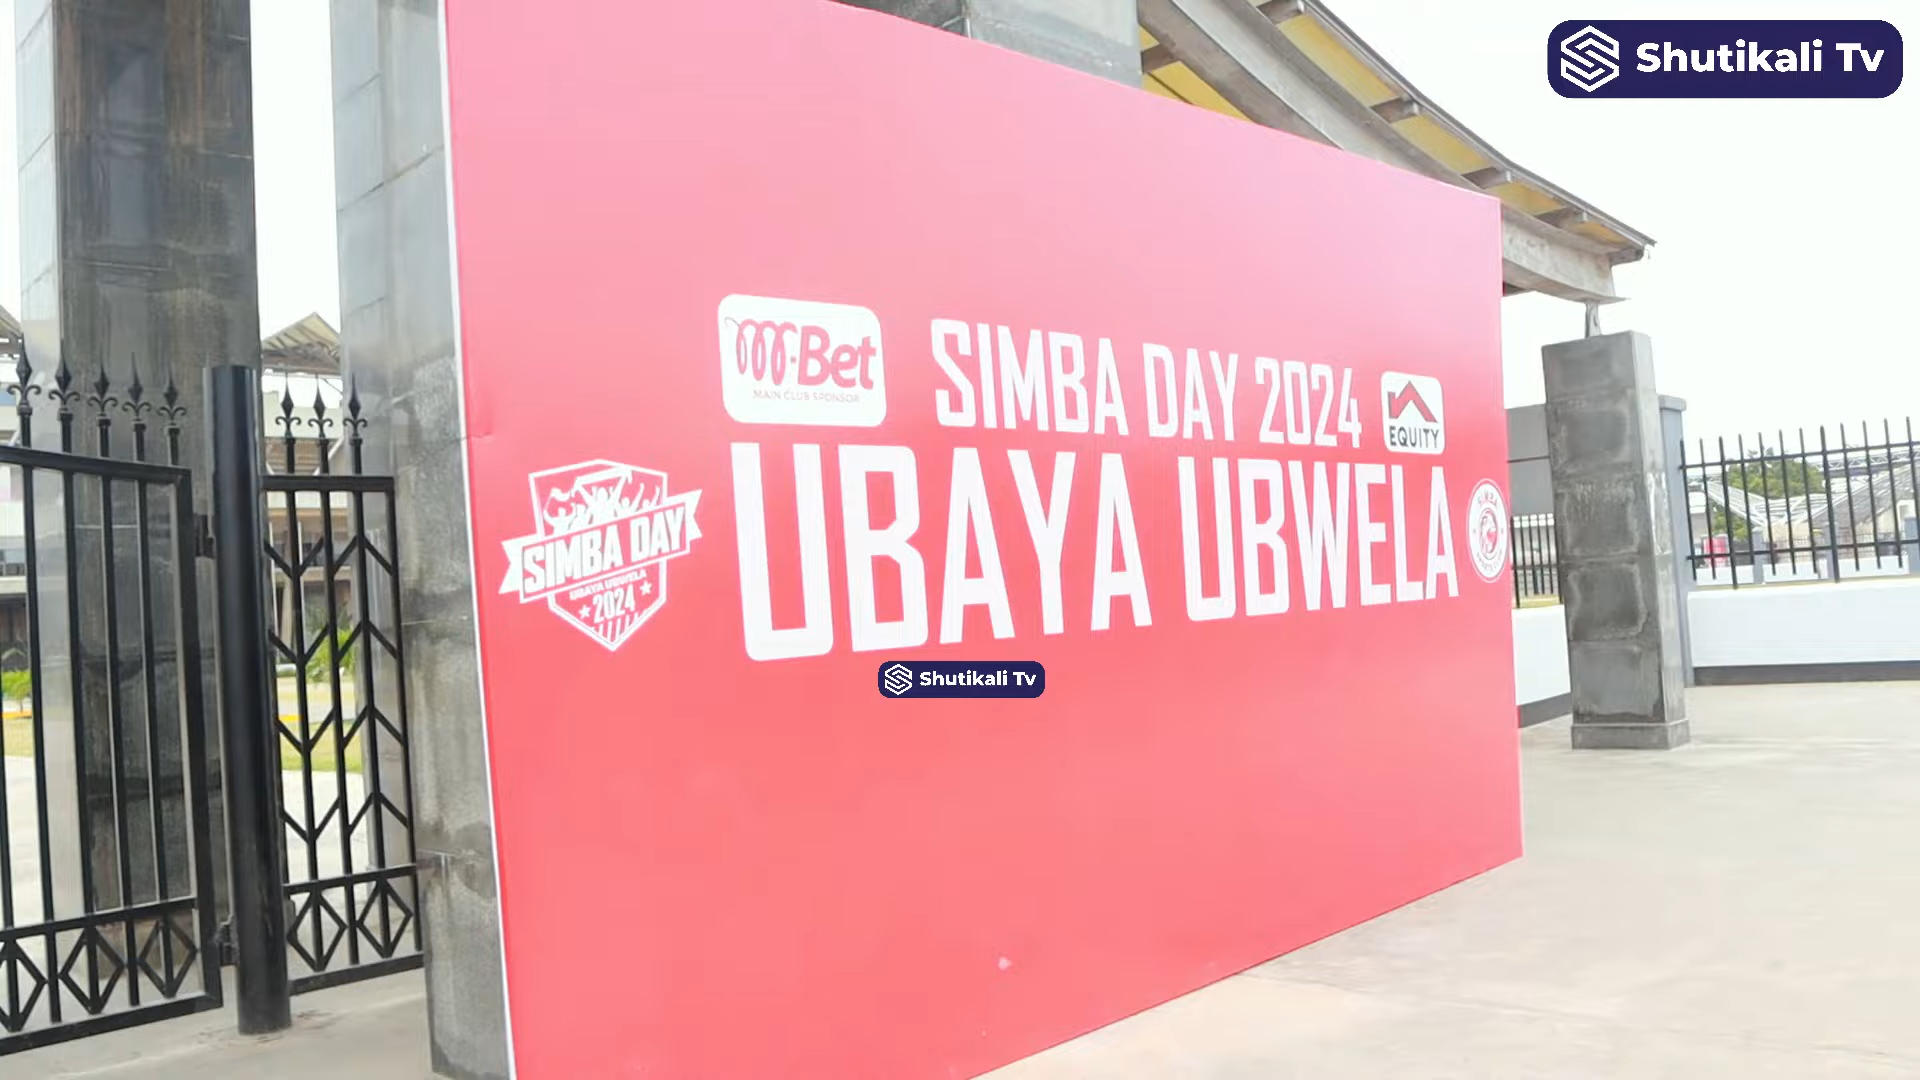 Shutikali Tv
M-Bet
MAIN CLUB SPONSOR
SIMBA DAY 2024
EQUITY
UBAYA UBWELA
SIMBA
SIMBA DAY
UBAYA UBWELA
2024
Shutikali Tv